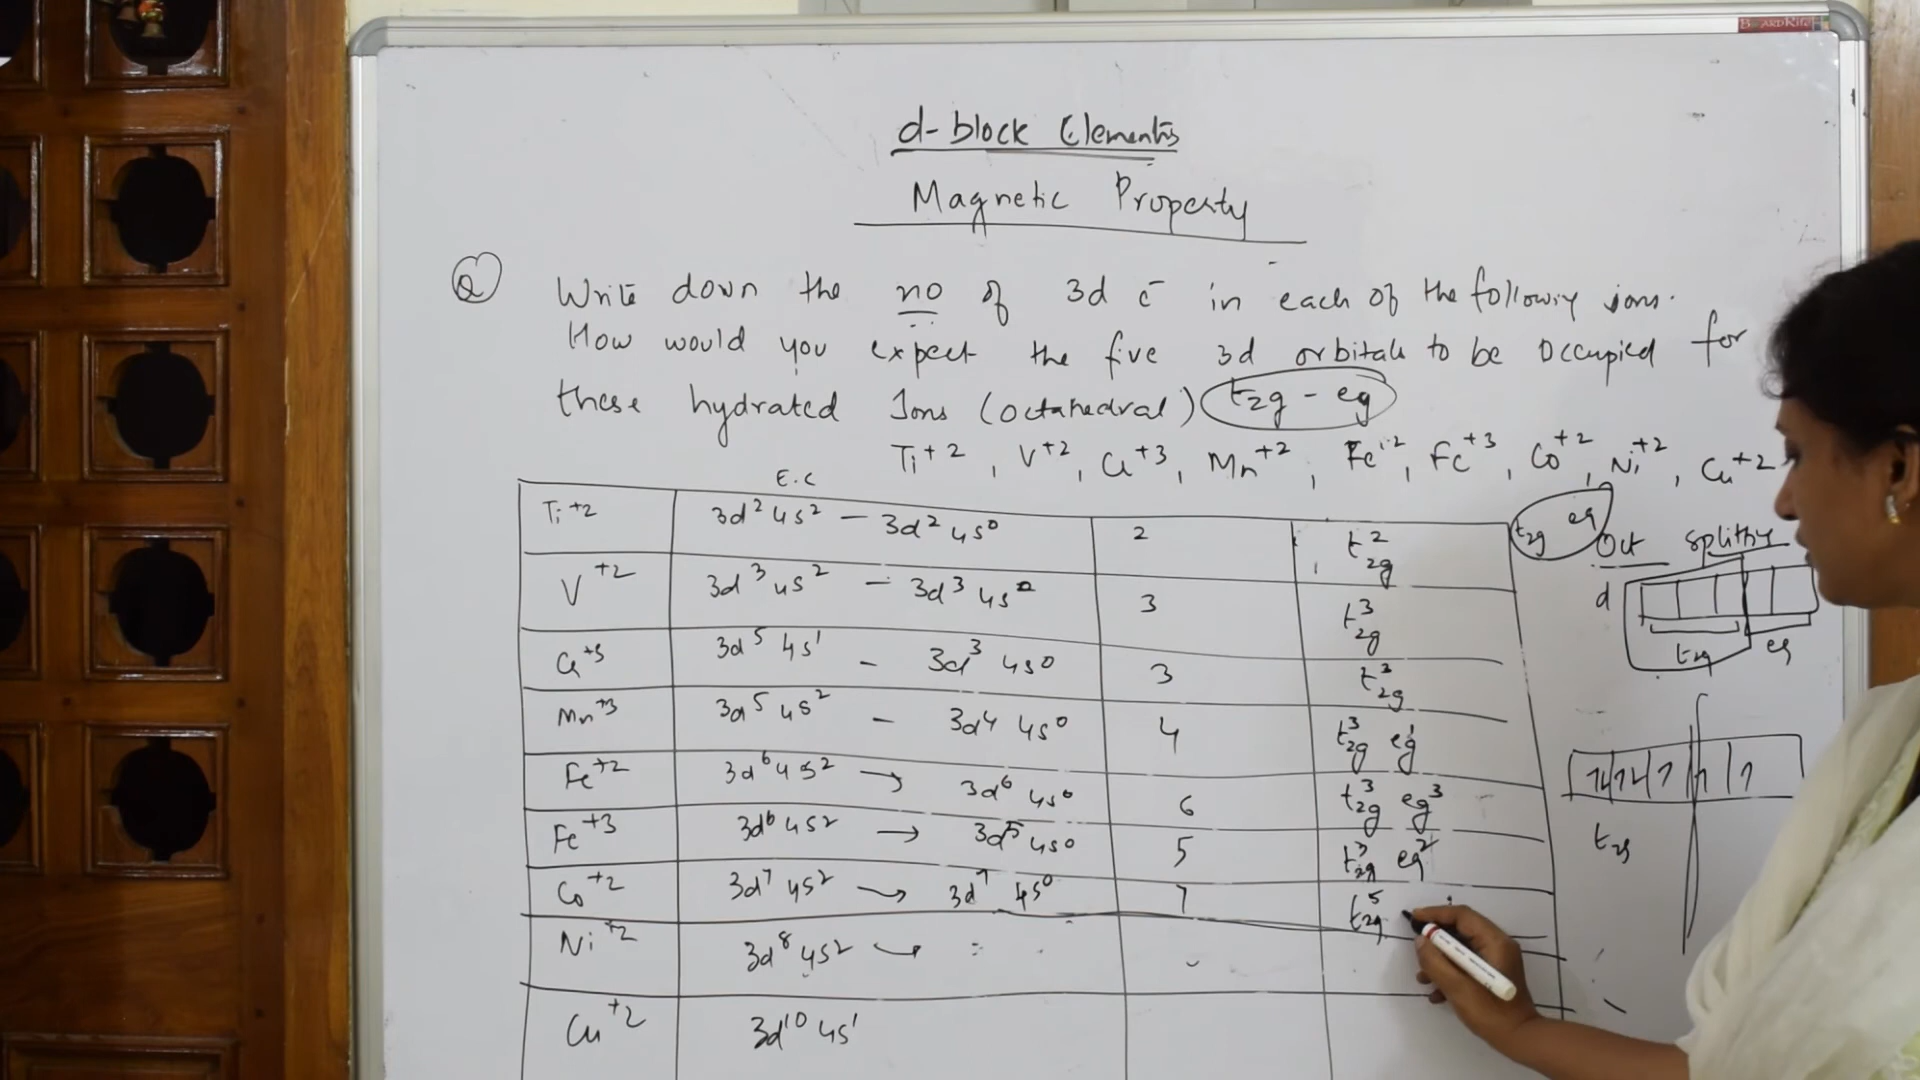 d-block Elements
Magnetic Property
Q Write down the no of 3d e⁻ in each of the following ions.
How would you expect the five 3d orbitals to be occupied for
these hydrated Ions (octahedral) t2g - eg
Ti⁺², V⁺², Cr⁺³, Mn⁺², Fe⁺², Fe⁺³, Co⁺², Ni⁺², Cu⁺²
E.C
Ti⁺² 3d² 4s² – 3d² 4s⁰ 2 t2g²
V⁺² 3d³ 4s² – 3d³ 4s⁰ 3 t2g³
Cr⁺³ 3d⁵ 4s¹ – 3d³ 4s⁰ 3 t2g³
Mn⁺³ 3d⁵ 4s² – 3d⁴ 4s⁰ 4 t2g³ eg¹
Fe⁺² 3d⁶ 4s² → 3d⁶ 4s⁰ 6 t2g³ eg³
Fe⁺³ 3d⁶ 4s² → 3d⁵ 4s⁰ 5 t2g³ eg²
Co⁺² 3d⁷ 4s² → 3d⁷ 4s⁰ 7 t2g⁵
Ni⁺² 3d⁸ 4s² →
Cu⁺² 3d¹⁰ 4s¹
t2g eg
Oct splitting
d
t2g eg
t2g